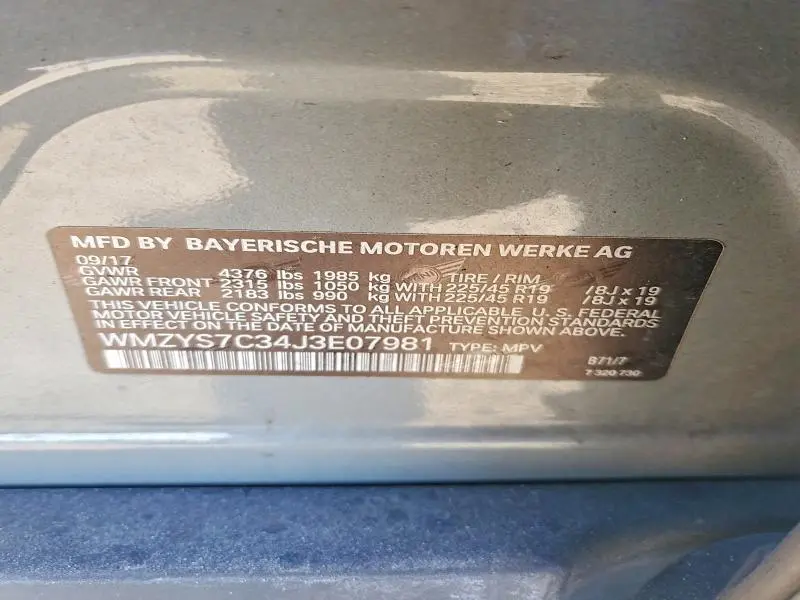 MFD BY BAYERISCHE MOTOREN WERKE AG
09/17
GVWR 4376 lbs 1985 kg TIRE / RIM
GAWR FRONT 2315 lbs 1050 kg WITH 225/45 R19 /8J x 19
GAWR REAR 2183 lbs 990 kg WITH 225/45 R19 /8J x 19
THIS VEHICLE CONFORMS TO ALL APPLICABLE U. S. FEDERAL
MOTOR VEHICLE SAFETY AND THEFT PREVENTION STANDARDS
IN EFFECT ON THE DATE OF MANUFACTURE SHOWN ABOVE.
WMZYS7C34J3E07981 TYPE: MPV B71/7
7 320 730